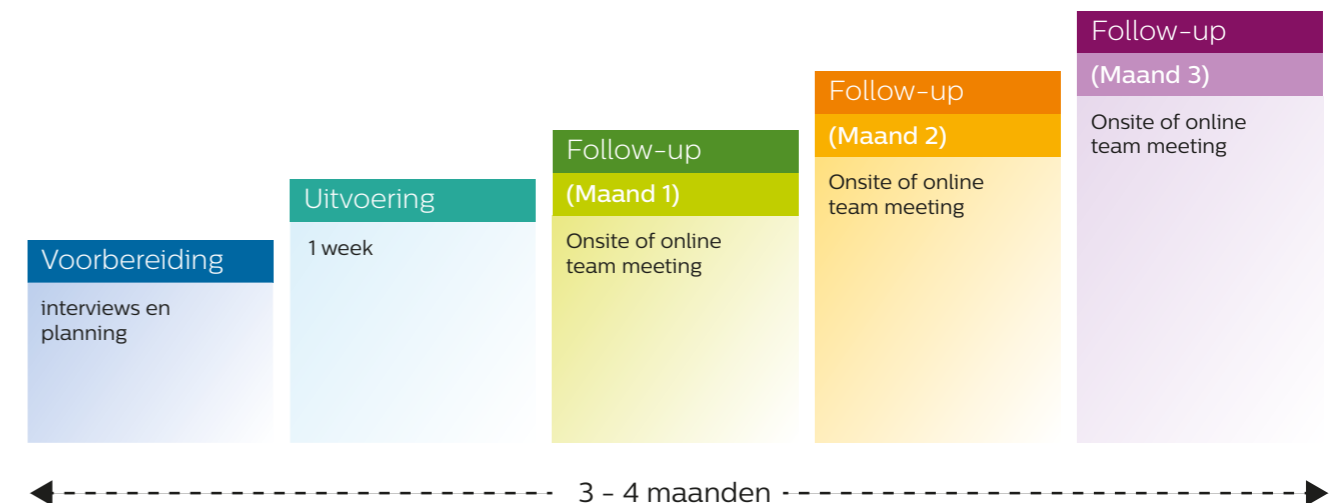 Voorbereiding
interviews en
planning
Uitvoering
1 week
Follow-up
(Maand 1)
Onsite of online
team meeting
Follow-up
(Maand 2)
Onsite of online
team meeting
Follow-up
(Maand 3)
Onsite of online
team meeting
3 - 4 maanden